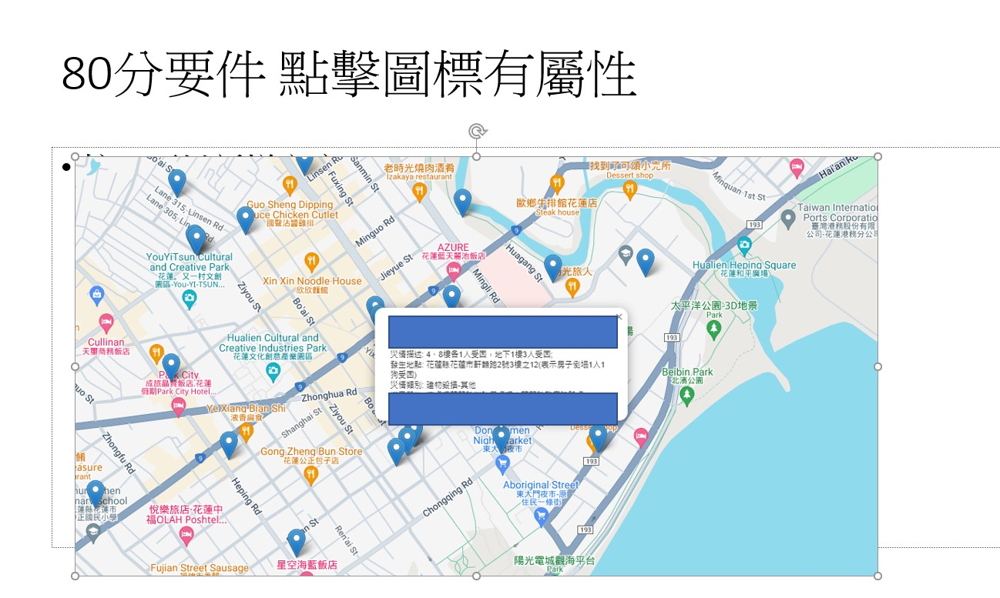 80分要件 點擊圖標有屬性
Bo'ai St
Linsen Rd
Sanmin St
老時光燒肉酒肴
Izakaya restaurant
找到了可頌小売所
Dessert shop
Hai'an Rd
Lane 315, Linsen Rd
Lane 305,
Fuxing St
Minquan 1st St
Guo Sheng Dipping
uce Chicken Cutlet
國聲沾醬雞排
歐鄉牛排館花蓮店
Steak house
Taiwan Internatio
Ports Corporatio
臺灣港務股份有限
公司-花蓮港務分公
193
Minguo Rd
9
YouYiTsun Cultural
and Creative Park
花蓮。又一村文創
園區-You-YI-TSUN...
AZURE
花蓮藍天麗池飯店
Huagang St
Jieyue St
Mingli Rd
光旅人
Hualien Heping Square
花蓮和平廣場
Xin Xin Noodle House
欣欣麵館
Ziyou St
Bo'ai St
9
太平洋公園-3D地景
Park
Cullinan
天璽商務飯店
Hualien Cultural and
Creative Industries Park
花蓮文化創意產業園區
193
9
災情描述: 4、8樓各1人受困，地下1樓3人受困;
發生地點: 花蓮縣花蓮市軒轅路2號3樓之12(表示房子倒塌1人1
狗受困)
災情類別: 建物毀損-其他
Park City
成旅晶贊飯店.花蓮
假期Park City Hotel...
Beibin Park
北濱公園
9
Zhonghua Rd
Ye Xiang Bian Shi
液香扁食
Shanghai St
Ziyou St
Zhongfu Rd
9
Gong Zheng Bun Store
花蓮公正包子店
Dessert shop
193
Heping Rd
Chongqing Rd
Aboriginal Street
東大門夜市-原
住民一條街
悅樂旅店·花蓮中
福OLAH Poshtel...
Ren'ai St
193
星空海藍飯店
陽光電城觀海平台
Park
Fujian Street Sausage